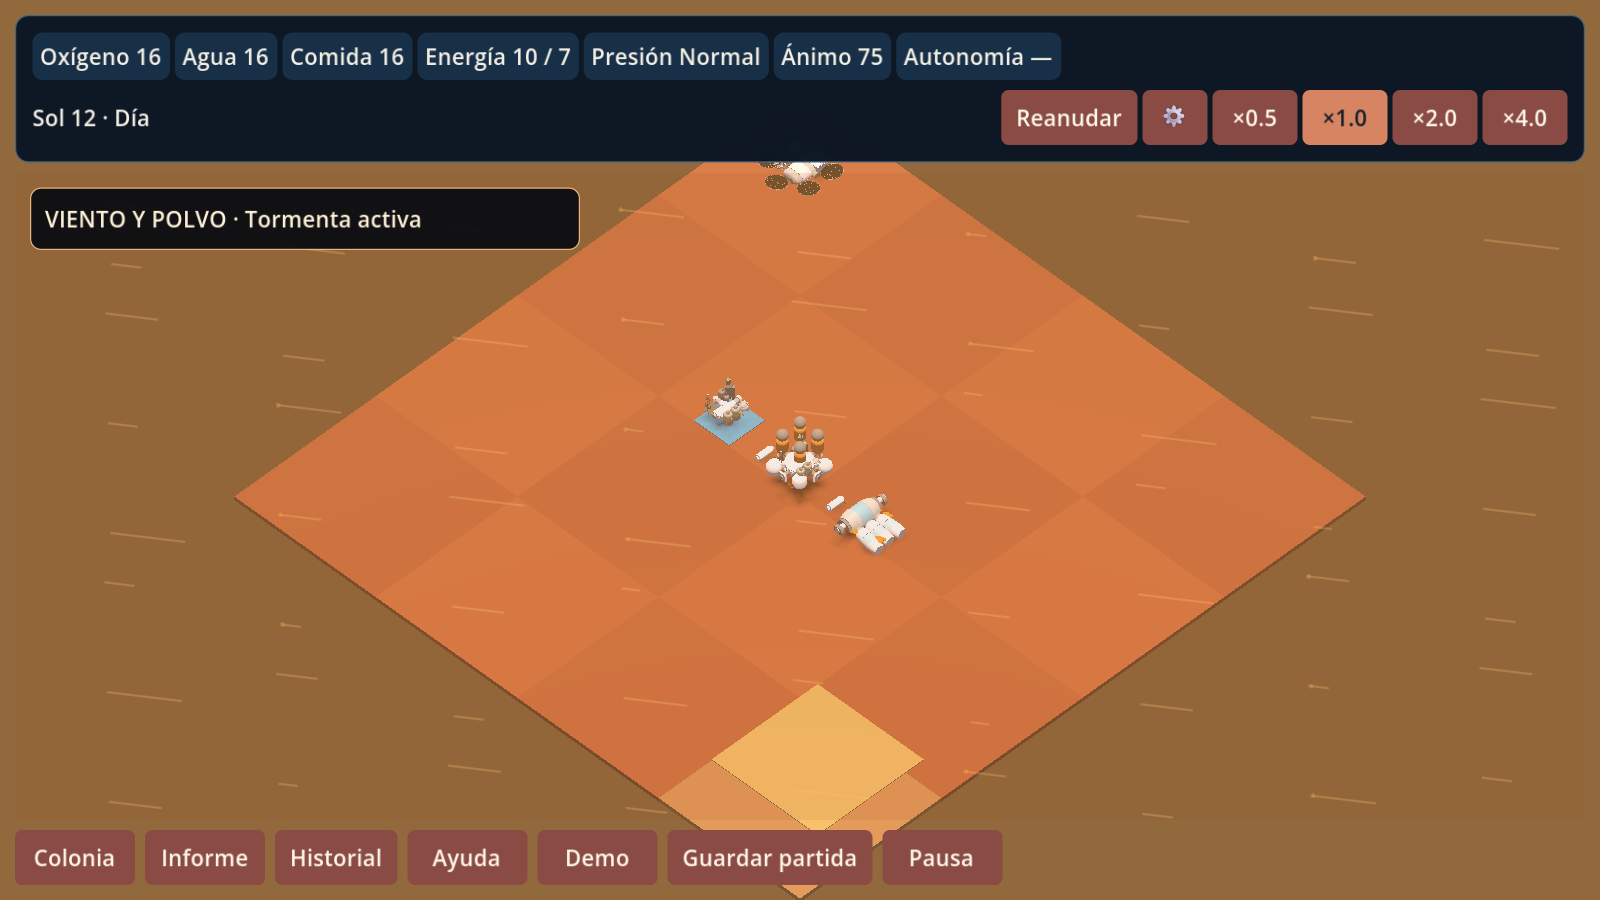 Oxígeno 16 Agua 16 Comida 16 Energía 10 / 7 Presión Normal Ánimo 75 Autonomía —
Sol 12 · Día Reanudar ×0.5 ×1.0 ×2.0 ×4.0
VIENTO Y POLVO · Tormenta activa
Colonia Informe Historial Ayuda Demo Guardar partida Pausa